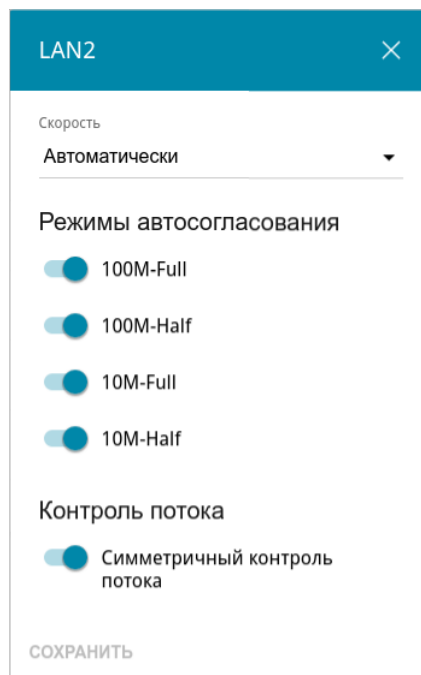 LAN2
Скорость
Автоматически
Режимы автосогласования
100M-Full
100M-Half
10M-Full
10M-Half
Контроль потока
Симметричный контроль
потока
СОХРАНИТЬ